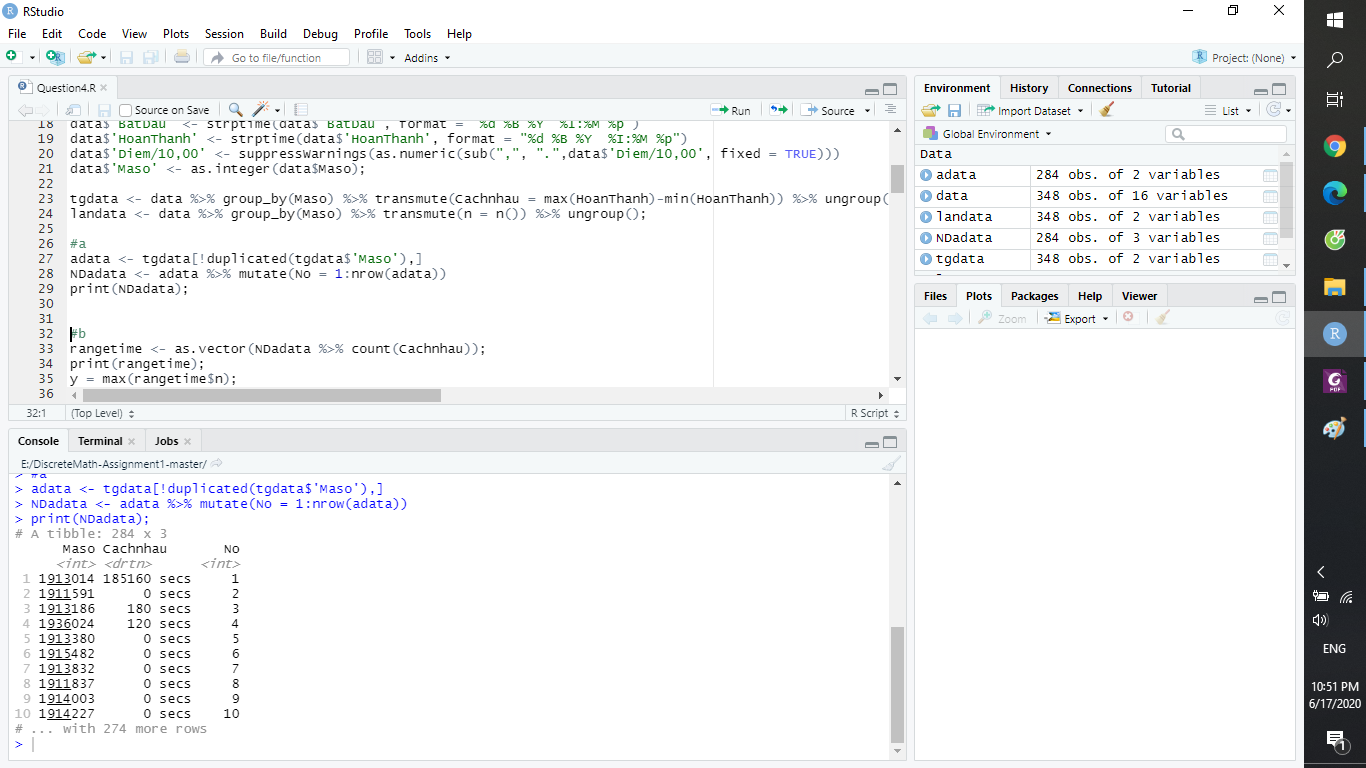 RStudio
File Edit Code View Plots Session Build Debug Profile Tools Help
Go to file/function Addins Project: (None)
Question4.R
Source on Save Run Source
18 data$'BatDau' <- strptime(data$'BatDau', format = "%d %B %Y  %I:%M %p")
19 data$'HoanThanh' <- strptime(data$'HoanThanh', format = "%d %B %Y  %I:%M %p")
20 data$'Diem/10,00' <- suppressWarnings(as.numeric(sub(",", ".",data$'Diem/10,00', fixed = TRUE)))
21 data$'Maso' <- as.integer(data$Maso);
22
23 tgdata <- data %>% group_by(Maso) %>% transmute(Cachnhau = max(HoanThanh)-min(HoanThanh)) %>% ungroup(
24 landata <- data %>% group_by(Maso) %>% transmute(n = n()) %>% ungroup();
25
26 #a
27 adata <- tgdata[!duplicated(tgdata$'Maso'),]
28 NDadata <- adata %>% mutate(No = 1:nrow(adata))
29 print(NDadata);
30
31
32 #b
33 rangetime <- as.vector(NDadata %>% count(Cachnhau));
34 print(rangetime);
35 y = max(rangetime$n);
36
32:1 (Top Level) R Script
Console Terminal Jobs
E:/DiscreteMath-Assignment1-master/
> #a
> adata <- tgdata[!duplicated(tgdata$'Maso'),]
> NDadata <- adata %>% mutate(No = 1:nrow(adata))
> print(NDadata);
# A tibble: 284 x 3
Maso Cachnhau No
<int> <drtn> <int>
1 1913014 185160 secs 1
2 1911591 0 secs 2
3 1913186 180 secs 3
4 1936024 120 secs 4
5 1913380 0 secs 5
6 1915482 0 secs 6
7 1913832 0 secs 7
8 1911837 0 secs 8
9 1914003 0 secs 9
10 1914227 0 secs 10
# ... with 274 more rows
>
Environment History Connections Tutorial
Import Dataset List
Global Environment
Data
adata 284 obs. of 2 variables
data 348 obs. of 16 variables
landata 348 obs. of 2 variables
NDadata 284 obs. of 3 variables
tgdata 348 obs. of 2 variables
Files Plots Packages Help Viewer
Zoom Export
R
PDF
ENG
10:51 PM
6/17/2020
1